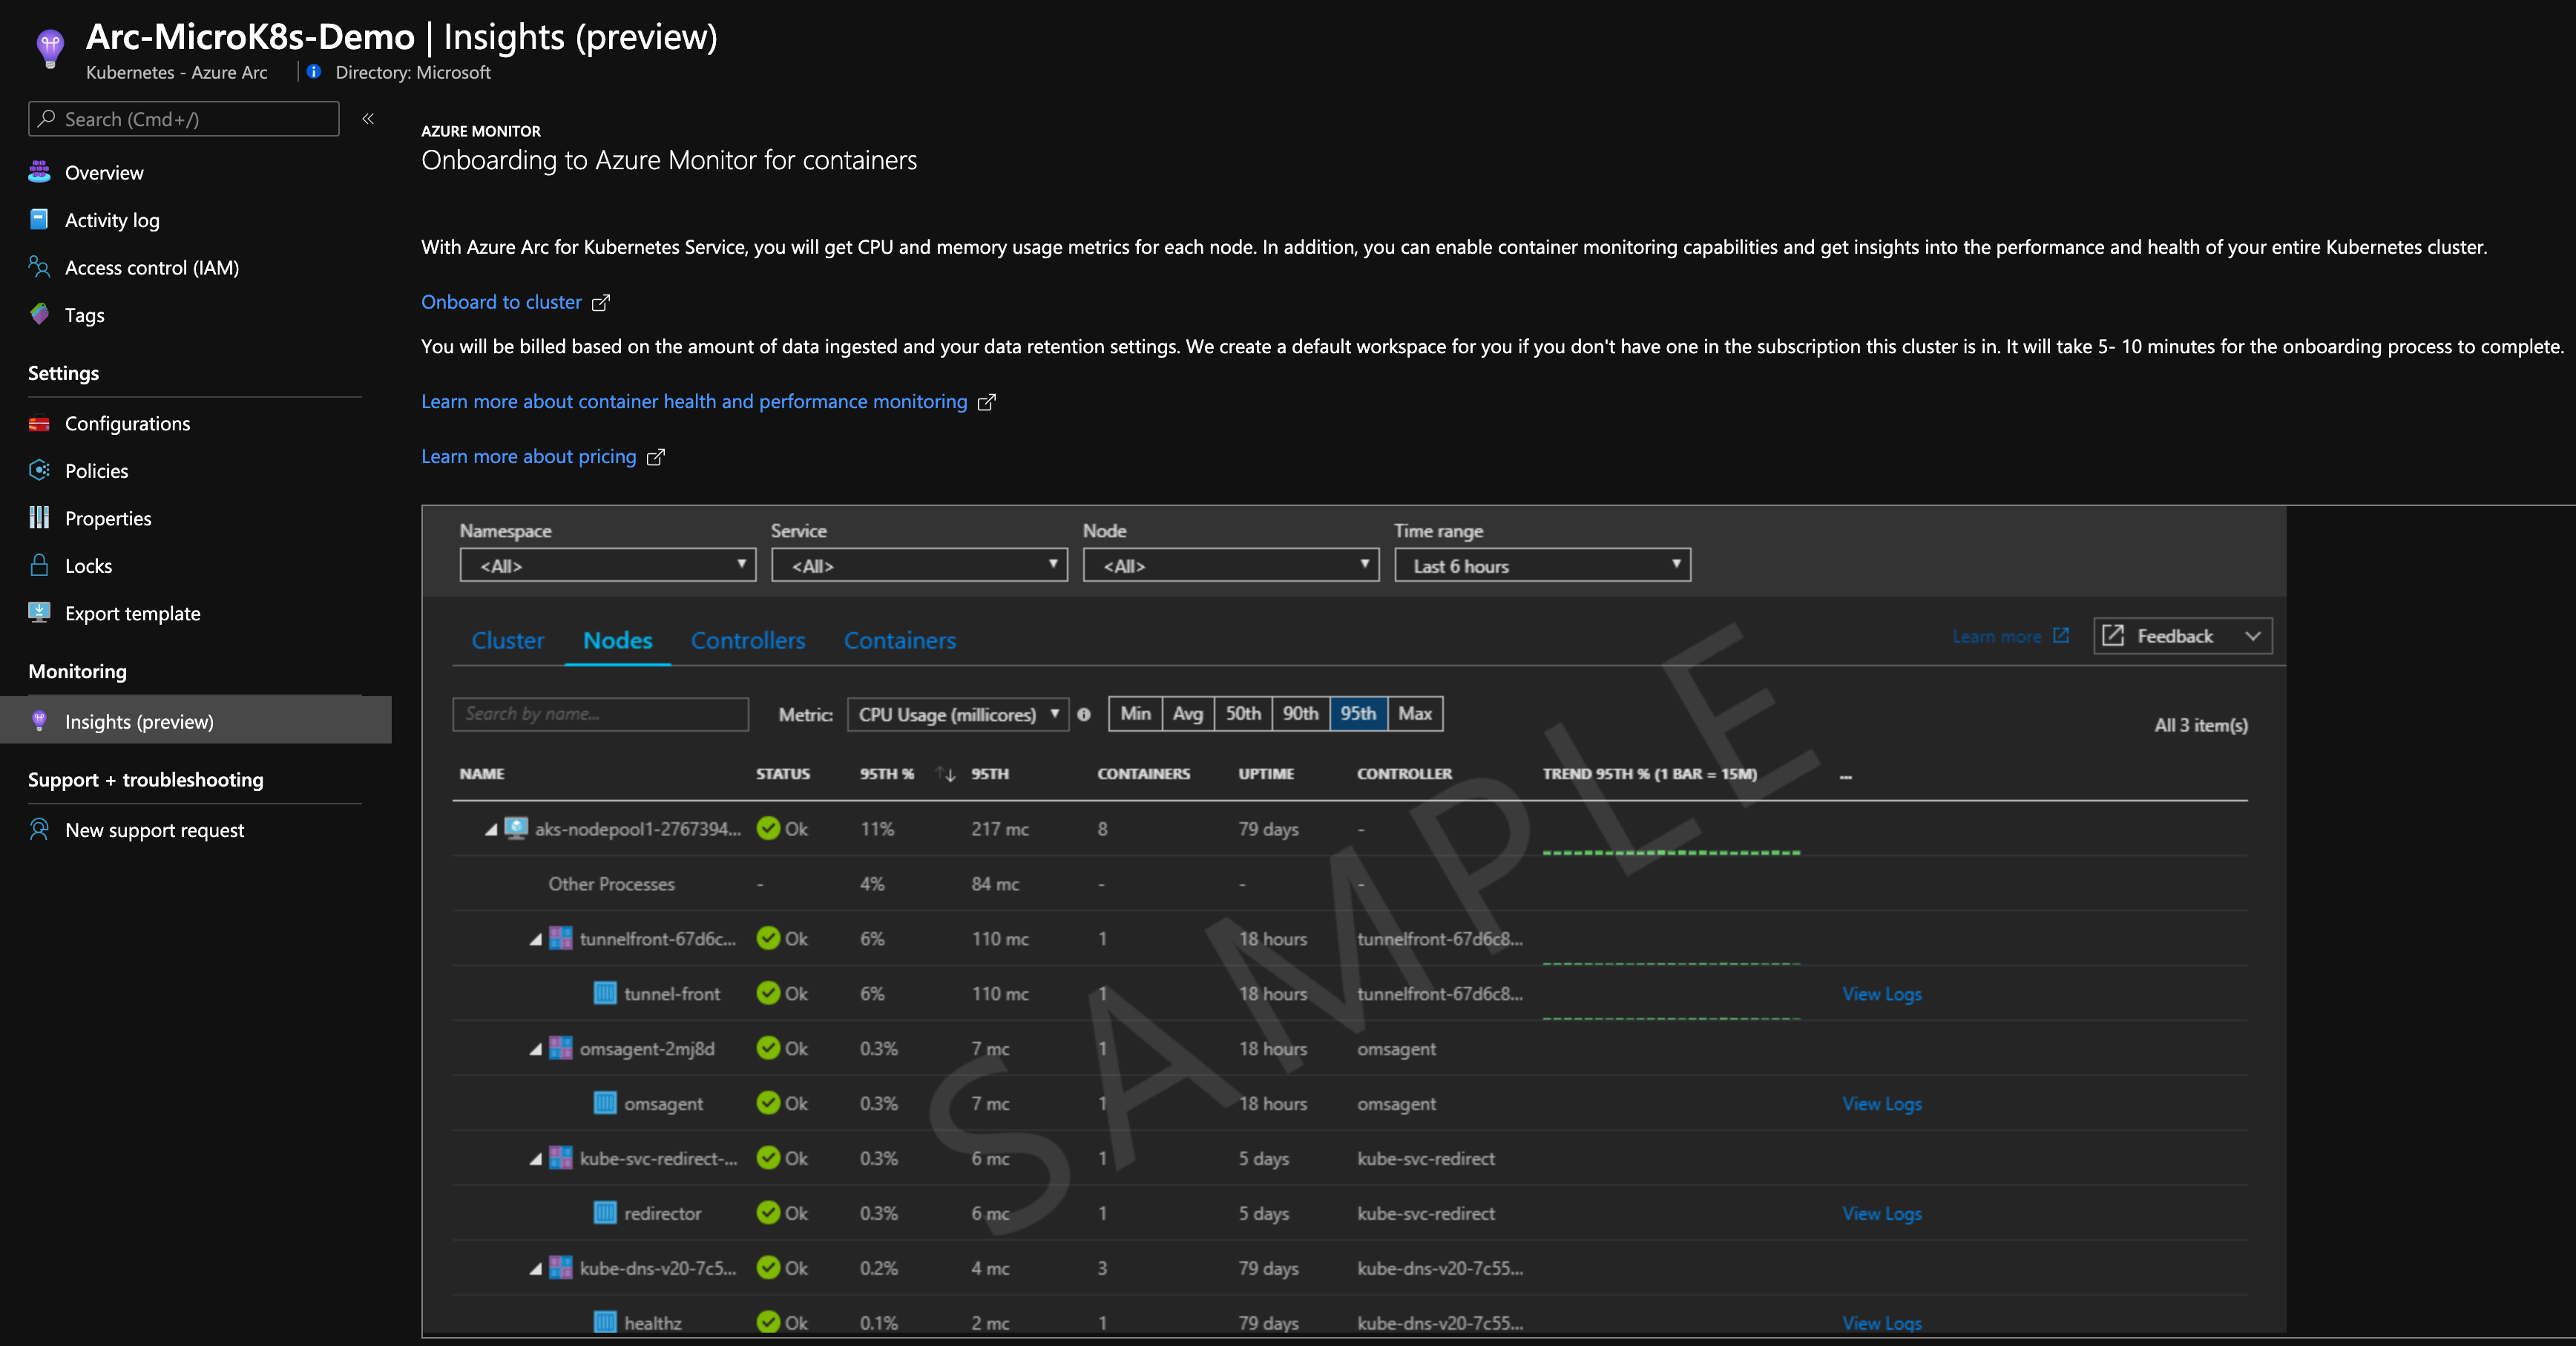 Arc-MicroK8s-Demo | Insights (preview)
Kubernetes - Azure Arc | Directory: Microsoft
Search (Cmd+/)
«
Overview
Activity log
Access control (IAM)
Tags
Settings
Configurations
Policies
Properties
Locks
Export template
Monitoring
Insights (preview)
Support + troubleshooting
New support request
AZURE MONITOR
Onboarding to Azure Monitor for containers
With Azure Arc for Kubernetes Service, you will get CPU and memory usage metrics for each node. In addition, you can enable container monitoring capabilities and get insights into the performance and health of your entire Kubernetes cluster.
Onboard to cluster
You will be billed based on the amount of data ingested and your data retention settings. We create a default workspace for you if you don't have one in the subscription this cluster is in. It will take 5- 10 minutes for the onboarding process to complete.
Learn more about container health and performance monitoring
Learn more about pricing
Namespace Service Node Time range
<All> <All> <All> Last 6 hours
Cluster Nodes Controllers Containers Learn more Feedback
Search by name... Metric: CPU Usage (millicores) Min Avg 50th 90th 95th Max
All 3 item(s)
NAME STATUS 95TH % ↑↓ 95TH CONTAINERS UPTIME CONTROLLER TREND 95TH % (1 BAR = 15M) ...
aks-nodepool1-2767394... Ok 11% 217 mc 8 79 days -
Other Processes - 4% 84 mc - - -
tunnelfront-67d6c... Ok 6% 110 mc 1 18 hours tunnelfront-67d6c8...
tunnel-front Ok 6% 110 mc 1 18 hours tunnelfront-67d6c8... View Logs
omsagent-2mj8d Ok 0.3% 7 mc 1 18 hours omsagent
omsagent Ok 0.3% 7 mc 1 18 hours omsagent View Logs
kube-svc-redirect-... Ok 0.3% 6 mc 1 5 days kube-svc-redirect
redirector Ok 0.3% 6 mc 1 5 days kube-svc-redirect View Logs
kube-dns-v20-7c5... Ok 0.2% 4 mc 3 79 days kube-dns-v20-7c55...
healthz Ok 0.1% 2 mc 1 79 days kube-dns-v20-7c55... View Logs
SAMPLE